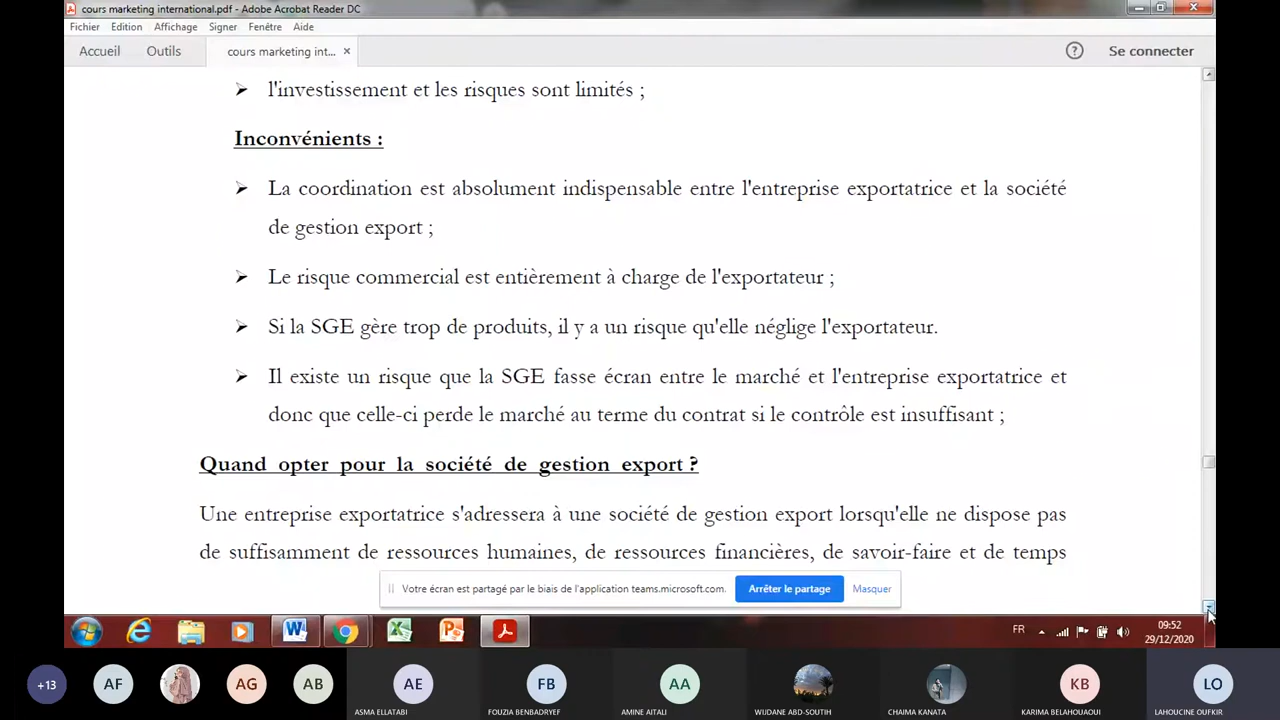 cours marketing international.pdf - Adobe Acrobat Reader DC
Fichier Edition Affichage Signer Fenêtre Aide
Accueil Outils cours marketing int... × ? Se connecter
➢ l'investissement et les risques sont limités ;
Inconvénients :
➢ La coordination est absolument indispensable entre l'entreprise exportatrice et la société
de gestion export ;
➢ Le risque commercial est entièrement à charge de l'exportateur ;
➢ Si la SGE gère trop de produits, il y a un risque qu'elle néglige l'exportateur.
➢ Il existe un risque que la SGE fasse écran entre le marché et l'entreprise exportatrice et
donc que celle-ci perde le marché au terme du contrat si le contrôle est insuffisant ;
Quand opter pour la société de gestion export ?
Une entreprise exportatrice s'adressera à une société de gestion export lorsqu'elle ne dispose pas
de suffisamment de ressources humaines, de ressources financières, de savoir-faire et de temps
Votre écran est partagé par le biais de l'application teams.microsoft.com. Arrêter le partage Masquer
FR 09:52
29/12/2020
+13 AF AG AB AE FB AA KB LO
ASMA ELLATABI FOUZIA BENBADRYEF AMINE AITALI WIJDANE ABD-SOUTIH CHAIMA KANATA KARIMA BELAHOUAOUI LAHOUCINE OUFKIR